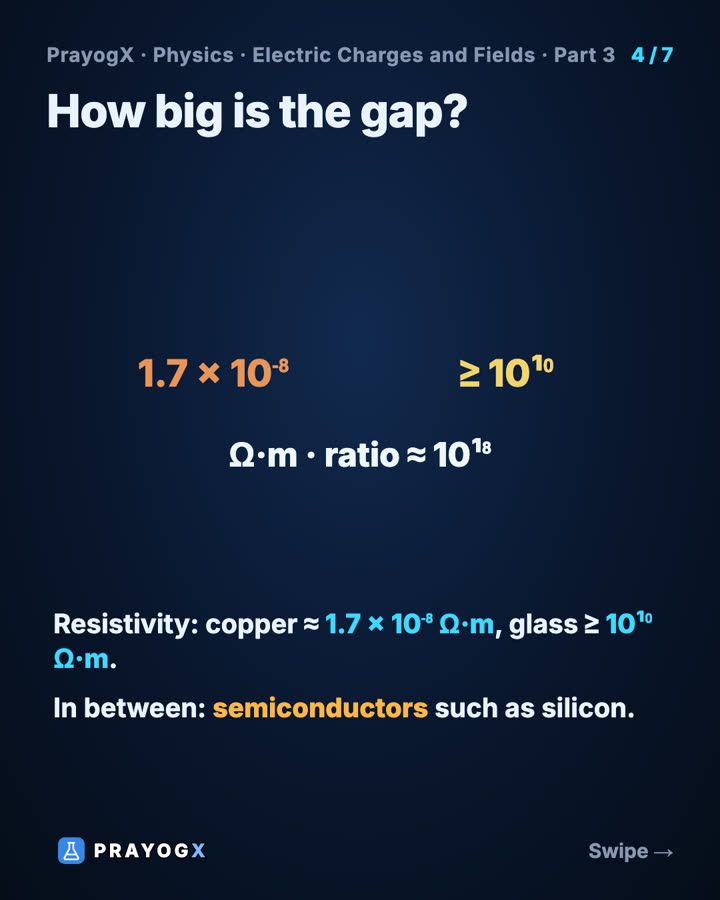 PrayogX · Physics · Electric Charges and Fields · Part 3 4 / 7
How big is the gap?
1.7 × 10⁻⁸ ≥ 10¹⁰
Ω·m · ratio ≈ 10¹⁸
Resistivity: copper ≈ 1.7 × 10⁻⁸ Ω·m, glass ≥ 10¹⁰
Ω·m.
In between: semiconductors such as silicon.
PRAYOGX Swipe →